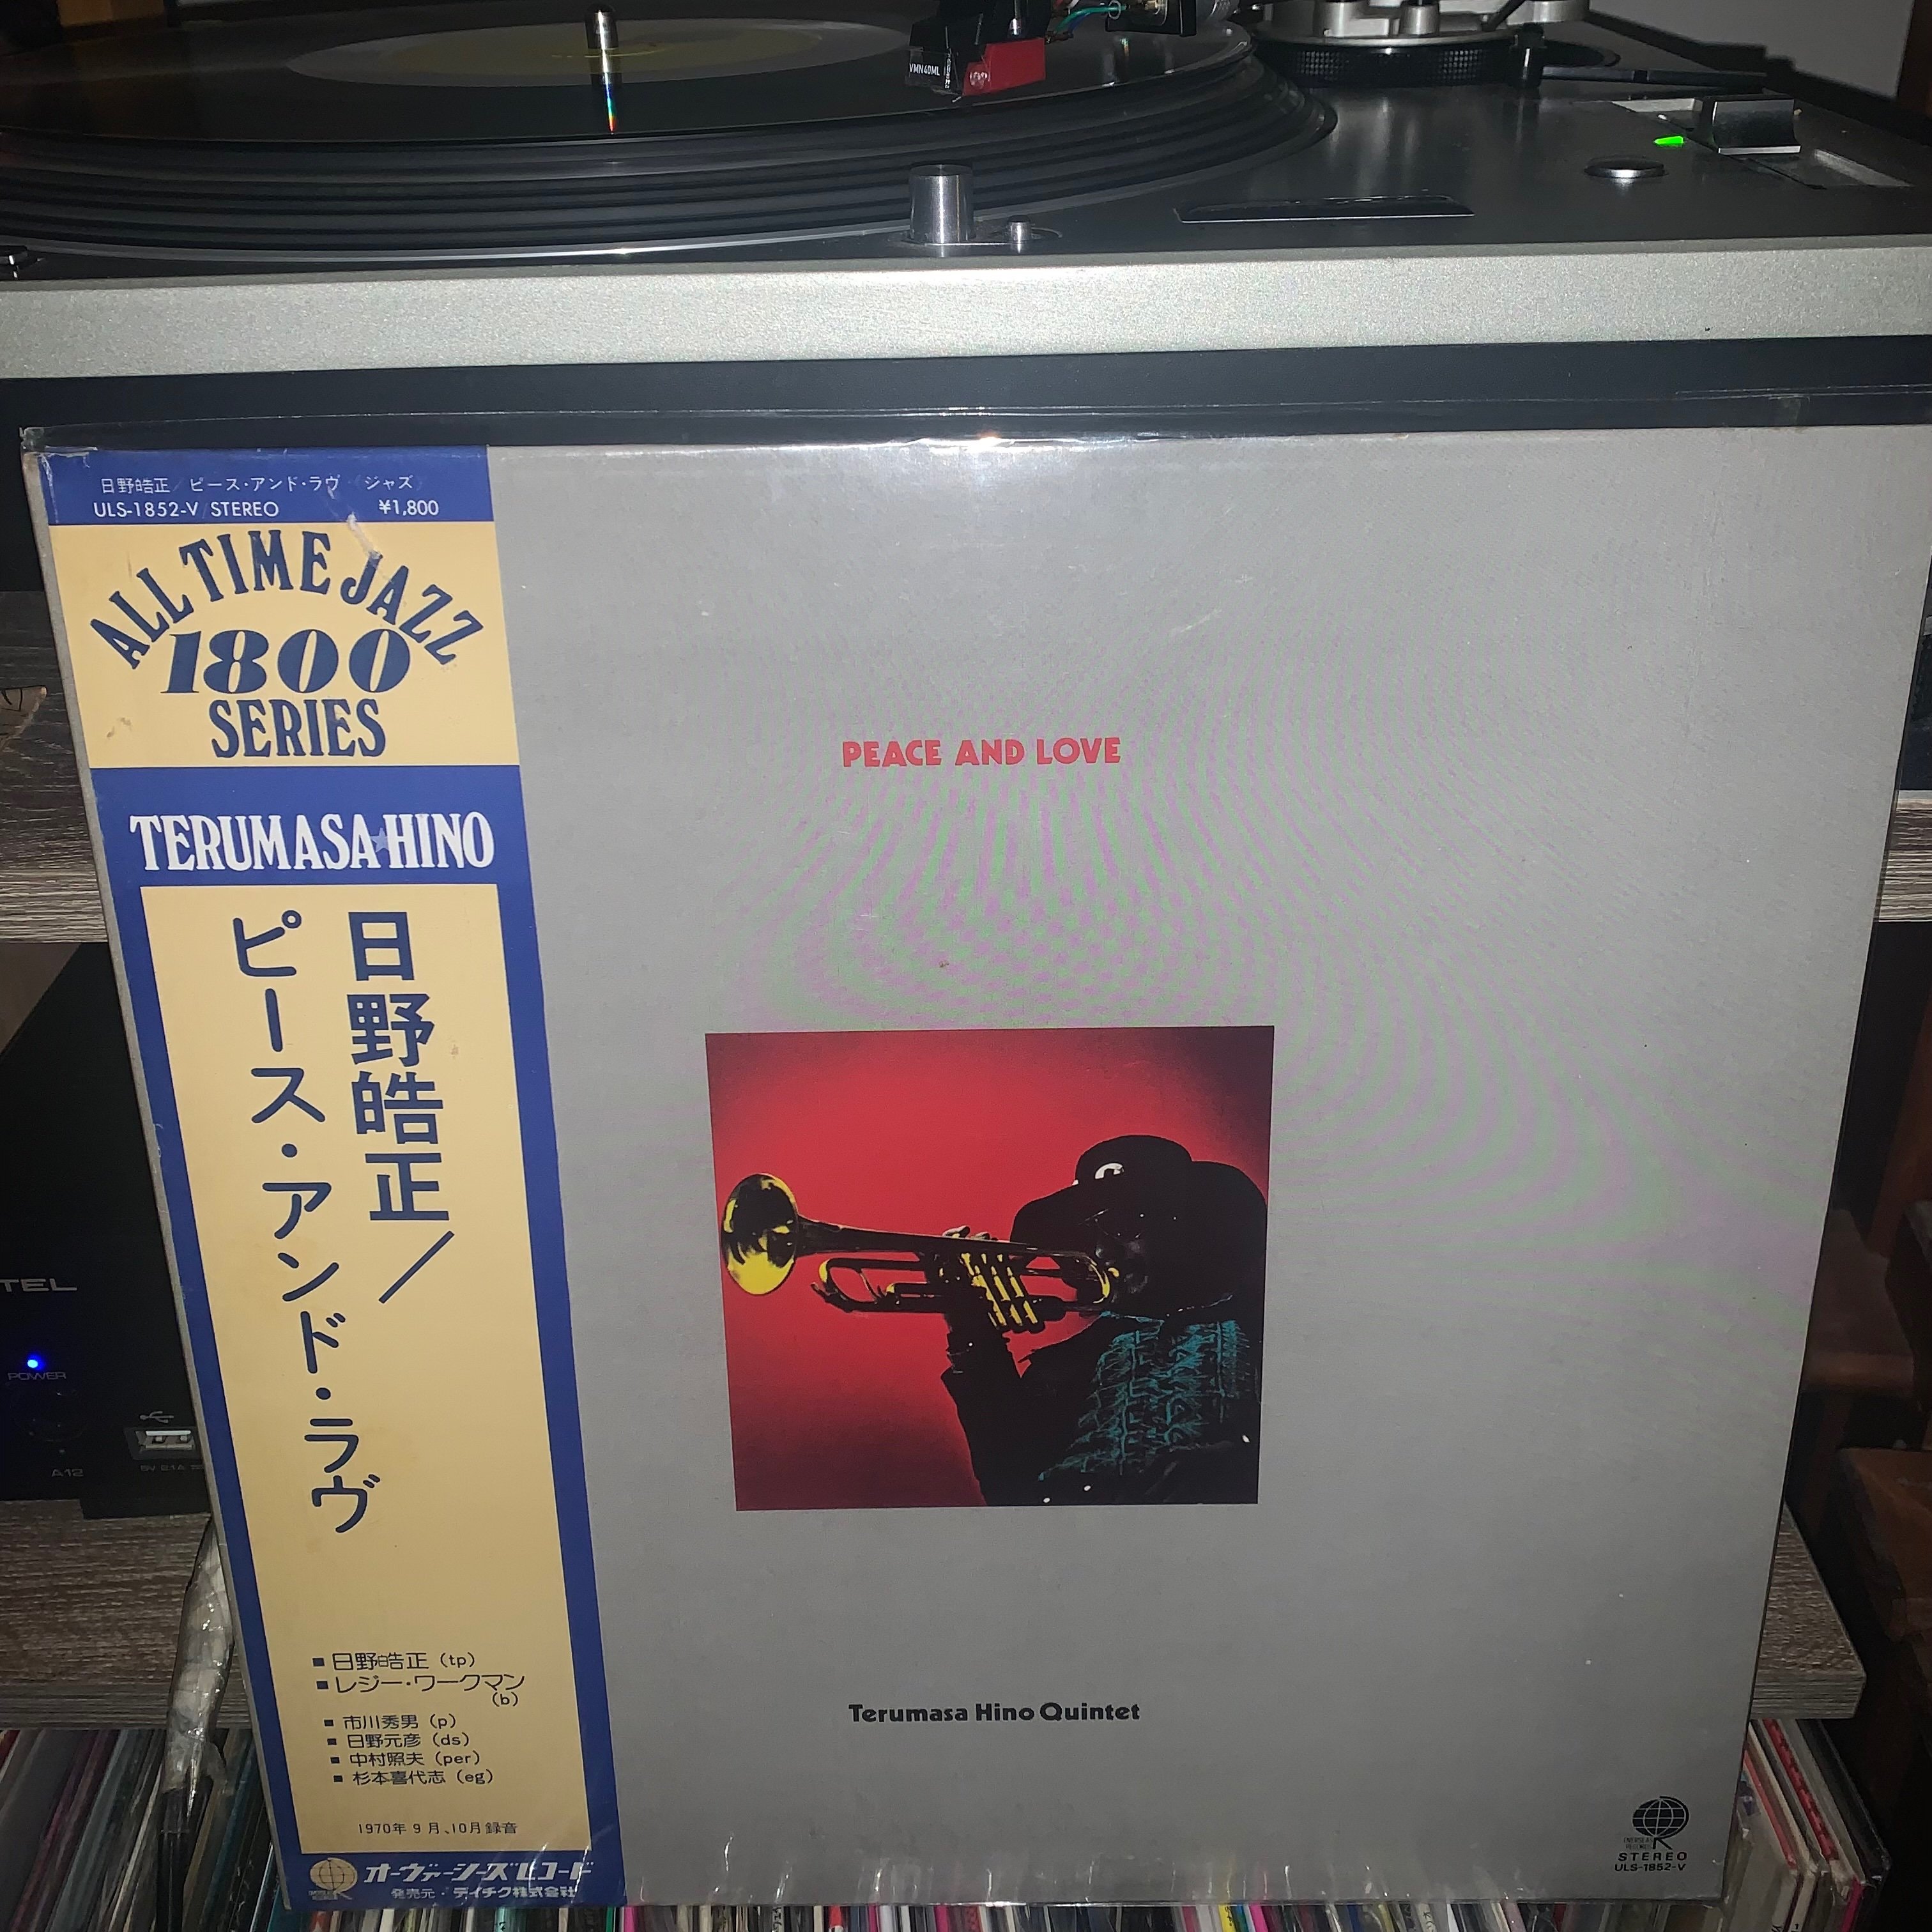 VMN40ML
日野皓正/ピース・アンド・ラヴ ジャズ
ULS-1852-V STEREO ¥1,800
ALL TIME JAZZ
1800
SERIES
TERUMASA★HINO
日野皓正/
ピース・アンド・ラヴ
■日野皓正(tp)
■レジー・ワークマン
(b)
■市川秀男(p)
■日野元彦(ds)
■中村照夫(per)
■杉本喜代志(eg)
1970年9月、10月録音
オーヴァーシーズレコード
発売元・テイチク株式会社
PEACE AND LOVE
Terumasa Hino Quintet
STEREO
ULS-1852-V
TEL
POWER
A12
5V 2.1A